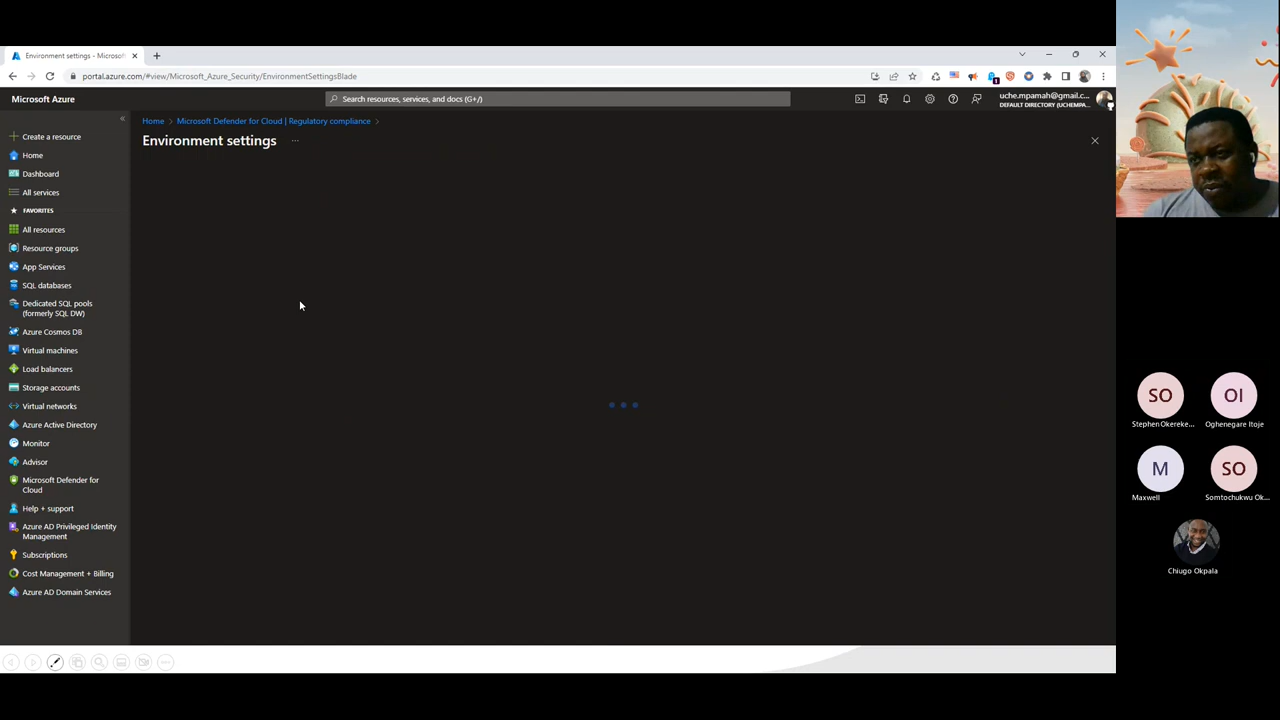 Environment settings - Microsof
portal.azure.com/#view/Microsoft_Azure_Security/EnvironmentSettingsBlade
Microsoft Azure
Search resources, services, and docs (G+/)
1
uche.mpamah@gmail.c...
DEFAULT DIRECTORY (UCHEMPA...
Home
Microsoft Defender for Cloud | Regulatory compliance
Environment settings
Create a resource
Home
Dashboard
All services
FAVORITES
All resources
Resource groups
App Services
SQL databases
Dedicated SQL pools
(formerly SQL DW)
Azure Cosmos DB
Virtual machines
Load balancers
Storage accounts
Virtual networks
Azure Active Directory
Monitor
Advisor
Microsoft Defender for
Cloud
Help + support
Azure AD Privileged Identity
Management
Subscriptions
Cost Management + Billing
Azure AD Domain Services
SO
OI
Stephen Okereke...
Oghenegare Itoje
M
SO
Maxwell
Somtochukwu Ok...
Chiugo Okpala